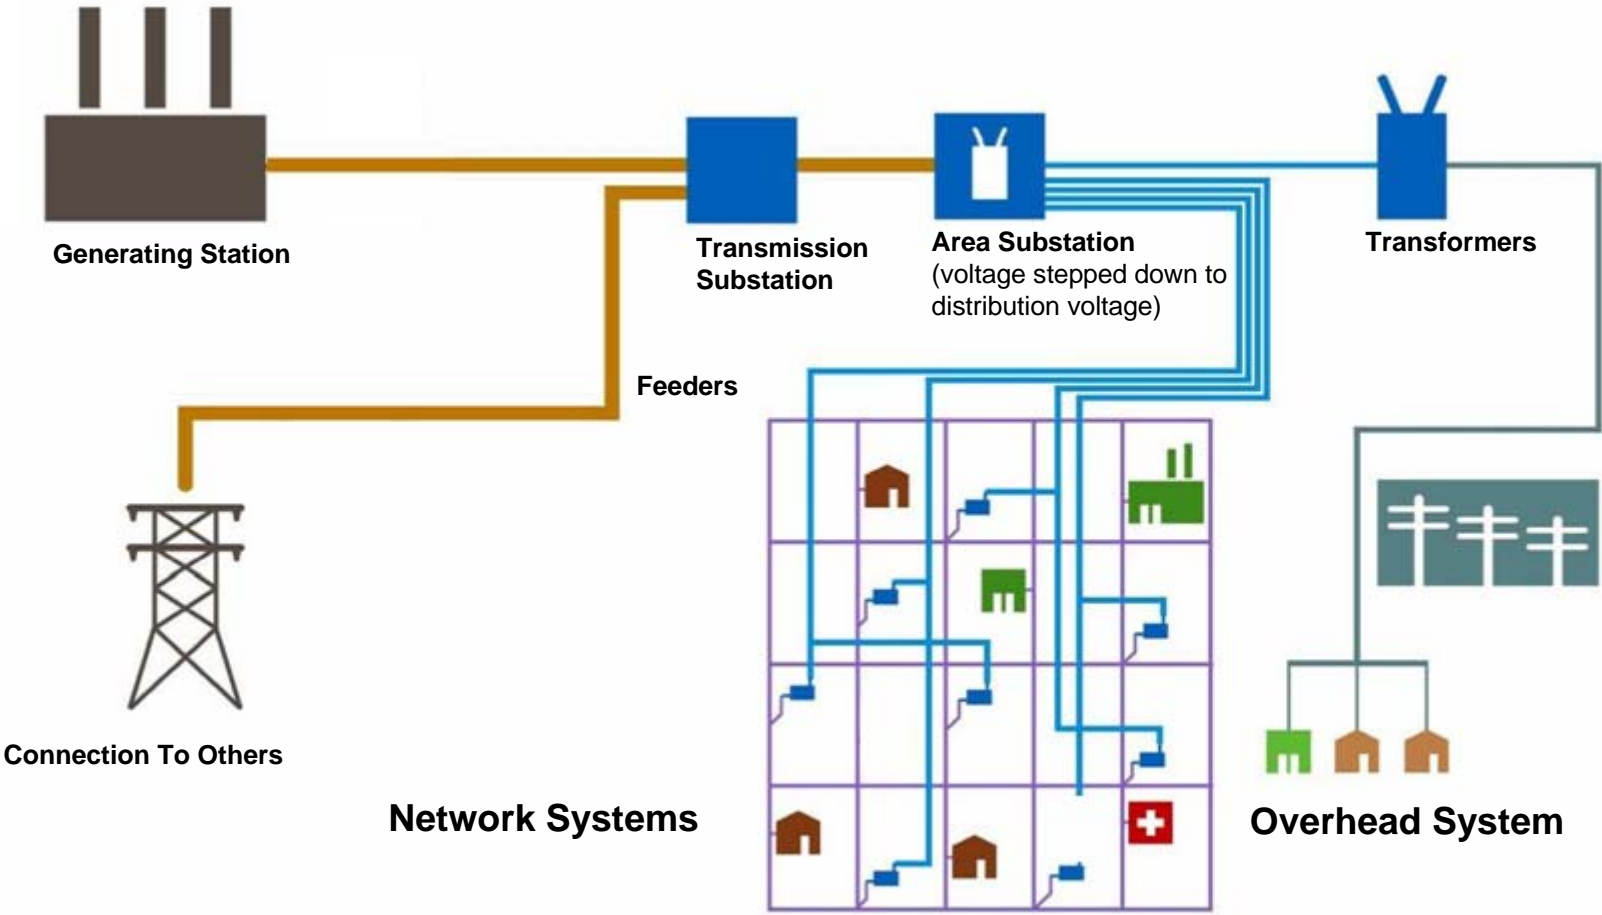 Generating Station
Transmission
Substation
Area Substation
(voltage stepped down to
distribution voltage)
Transformers
Feeders
Connection To Others
Network Systems
Overhead System